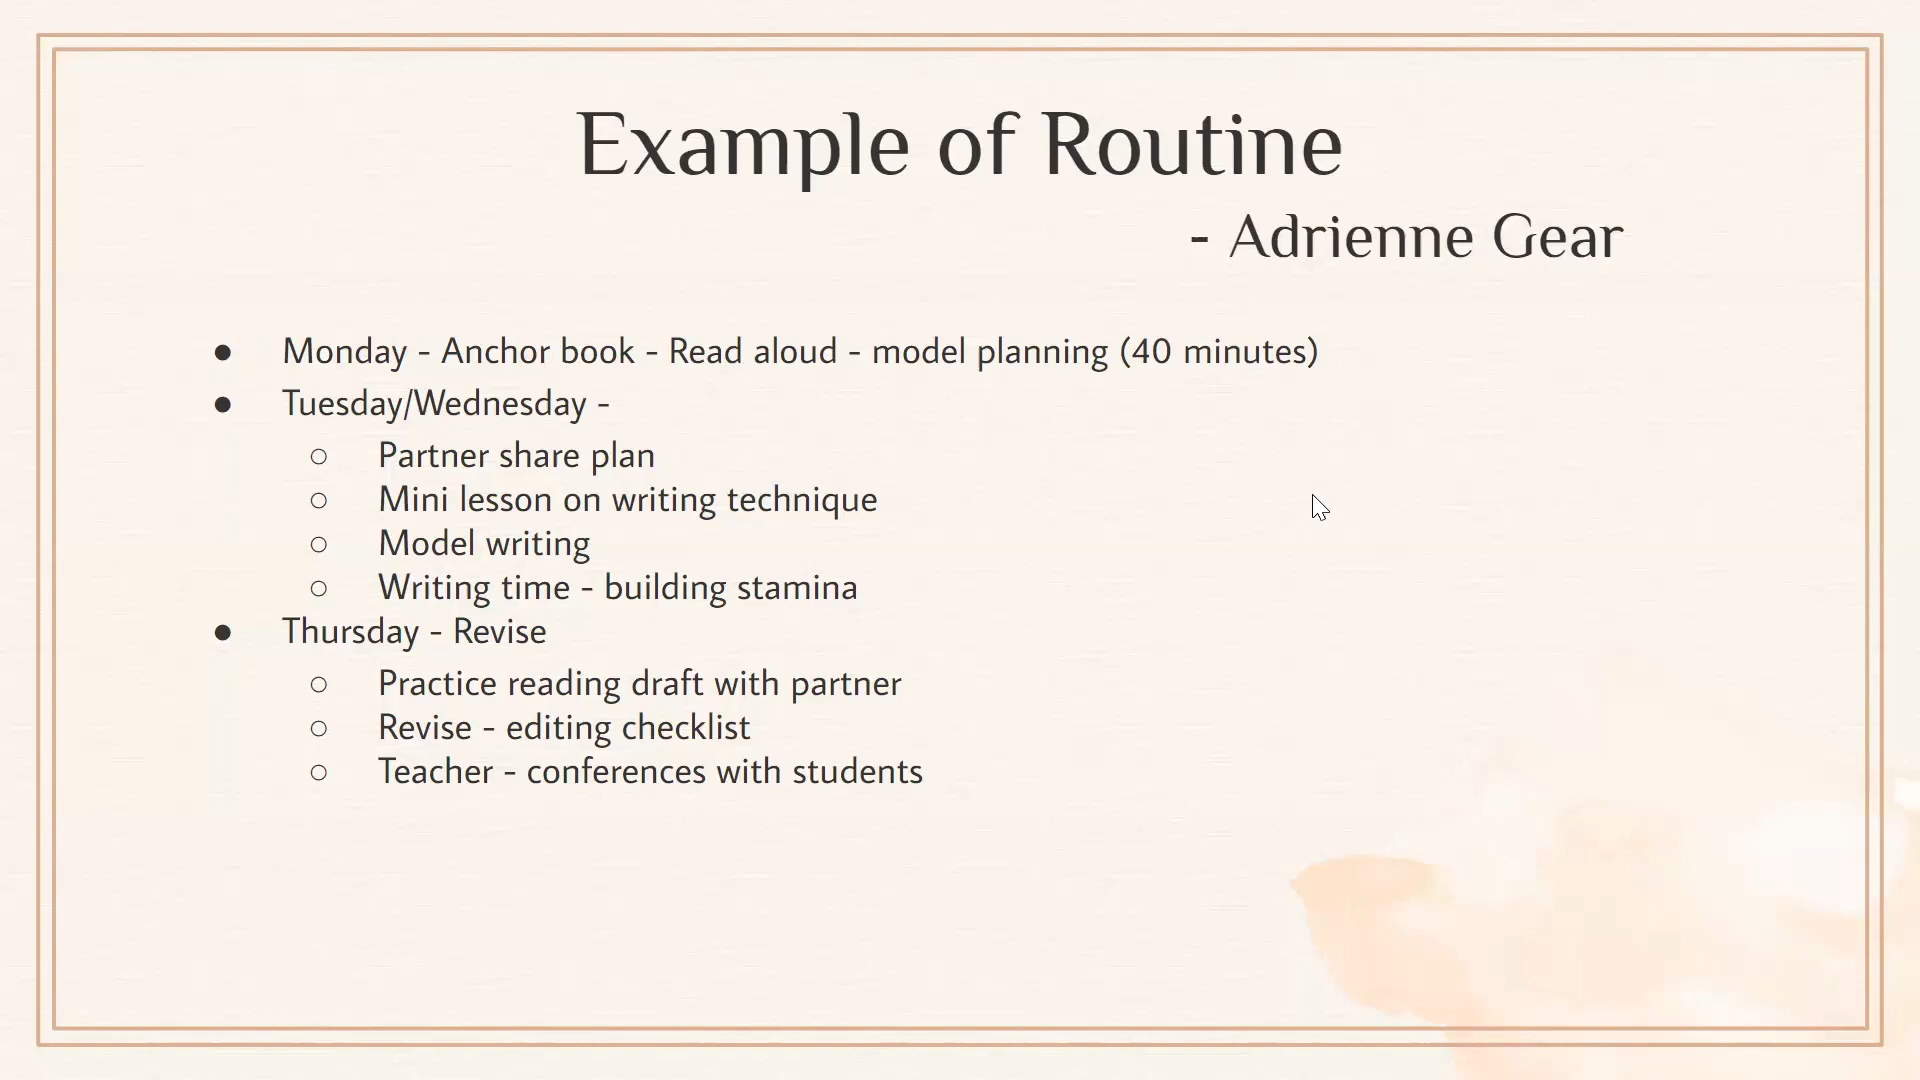 Example of Routine
- Adrienne Gear
● Monday - Anchor book - Read aloud - model planning (40 minutes)
● Tuesday/Wednesday -
○ Partner share plan
○ Mini lesson on writing technique
○ Model writing
○ Writing time - building stamina
● Thursday - Revise
○ Practice reading draft with partner
○ Revise - editing checklist
○ Teacher - conferences with students